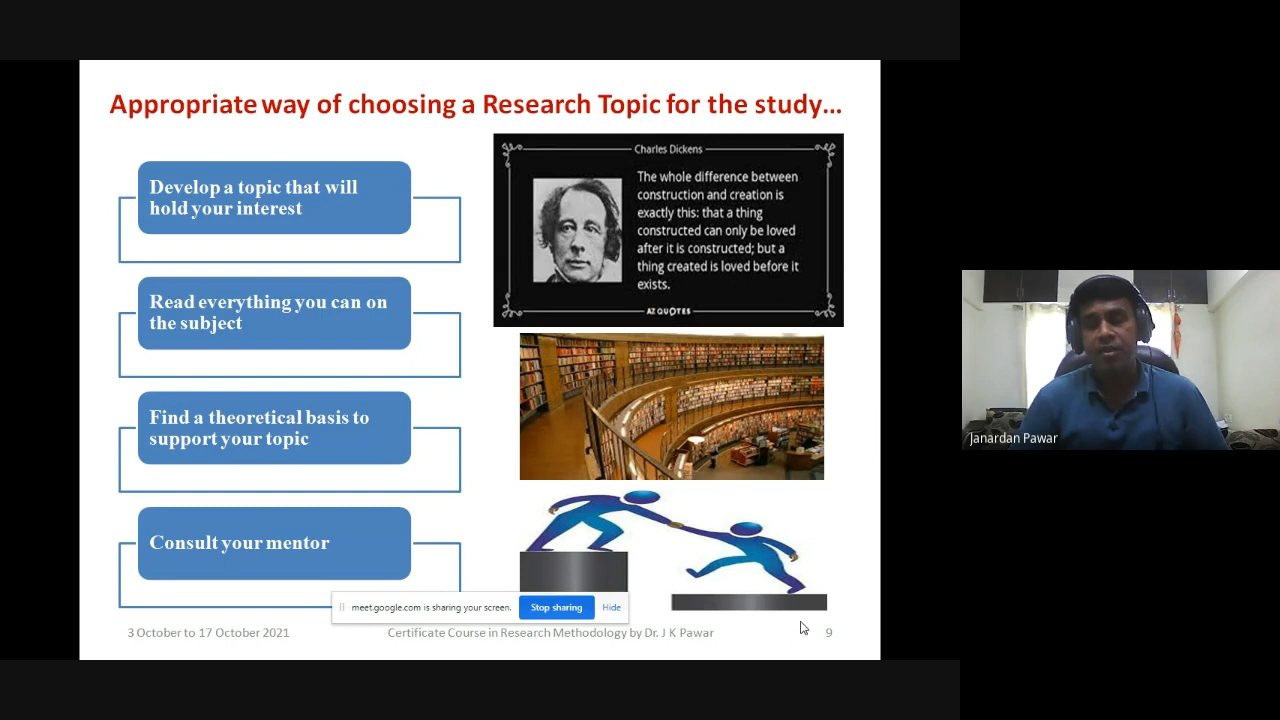 Appropriate way of choosing a Research Topic for the study...
Develop a topic that will
hold your interest
Read everything you can on
the subject
Find a theoretical basis to
support your topic
Consult your mentor
Charles Dickens
The whole difference between
construction and creation is
exactly this: that a thing
constructed can only be loved
after it is constructed; but a
thing created is loved before it
exists.
AZ QUOTES
meet.google.com is sharing your screen.
Stop sharing
Hide
3 October to 17 October 2021
Certificate Course in Research Methodology by Dr. J K Pawar
9
Janardan Pawar